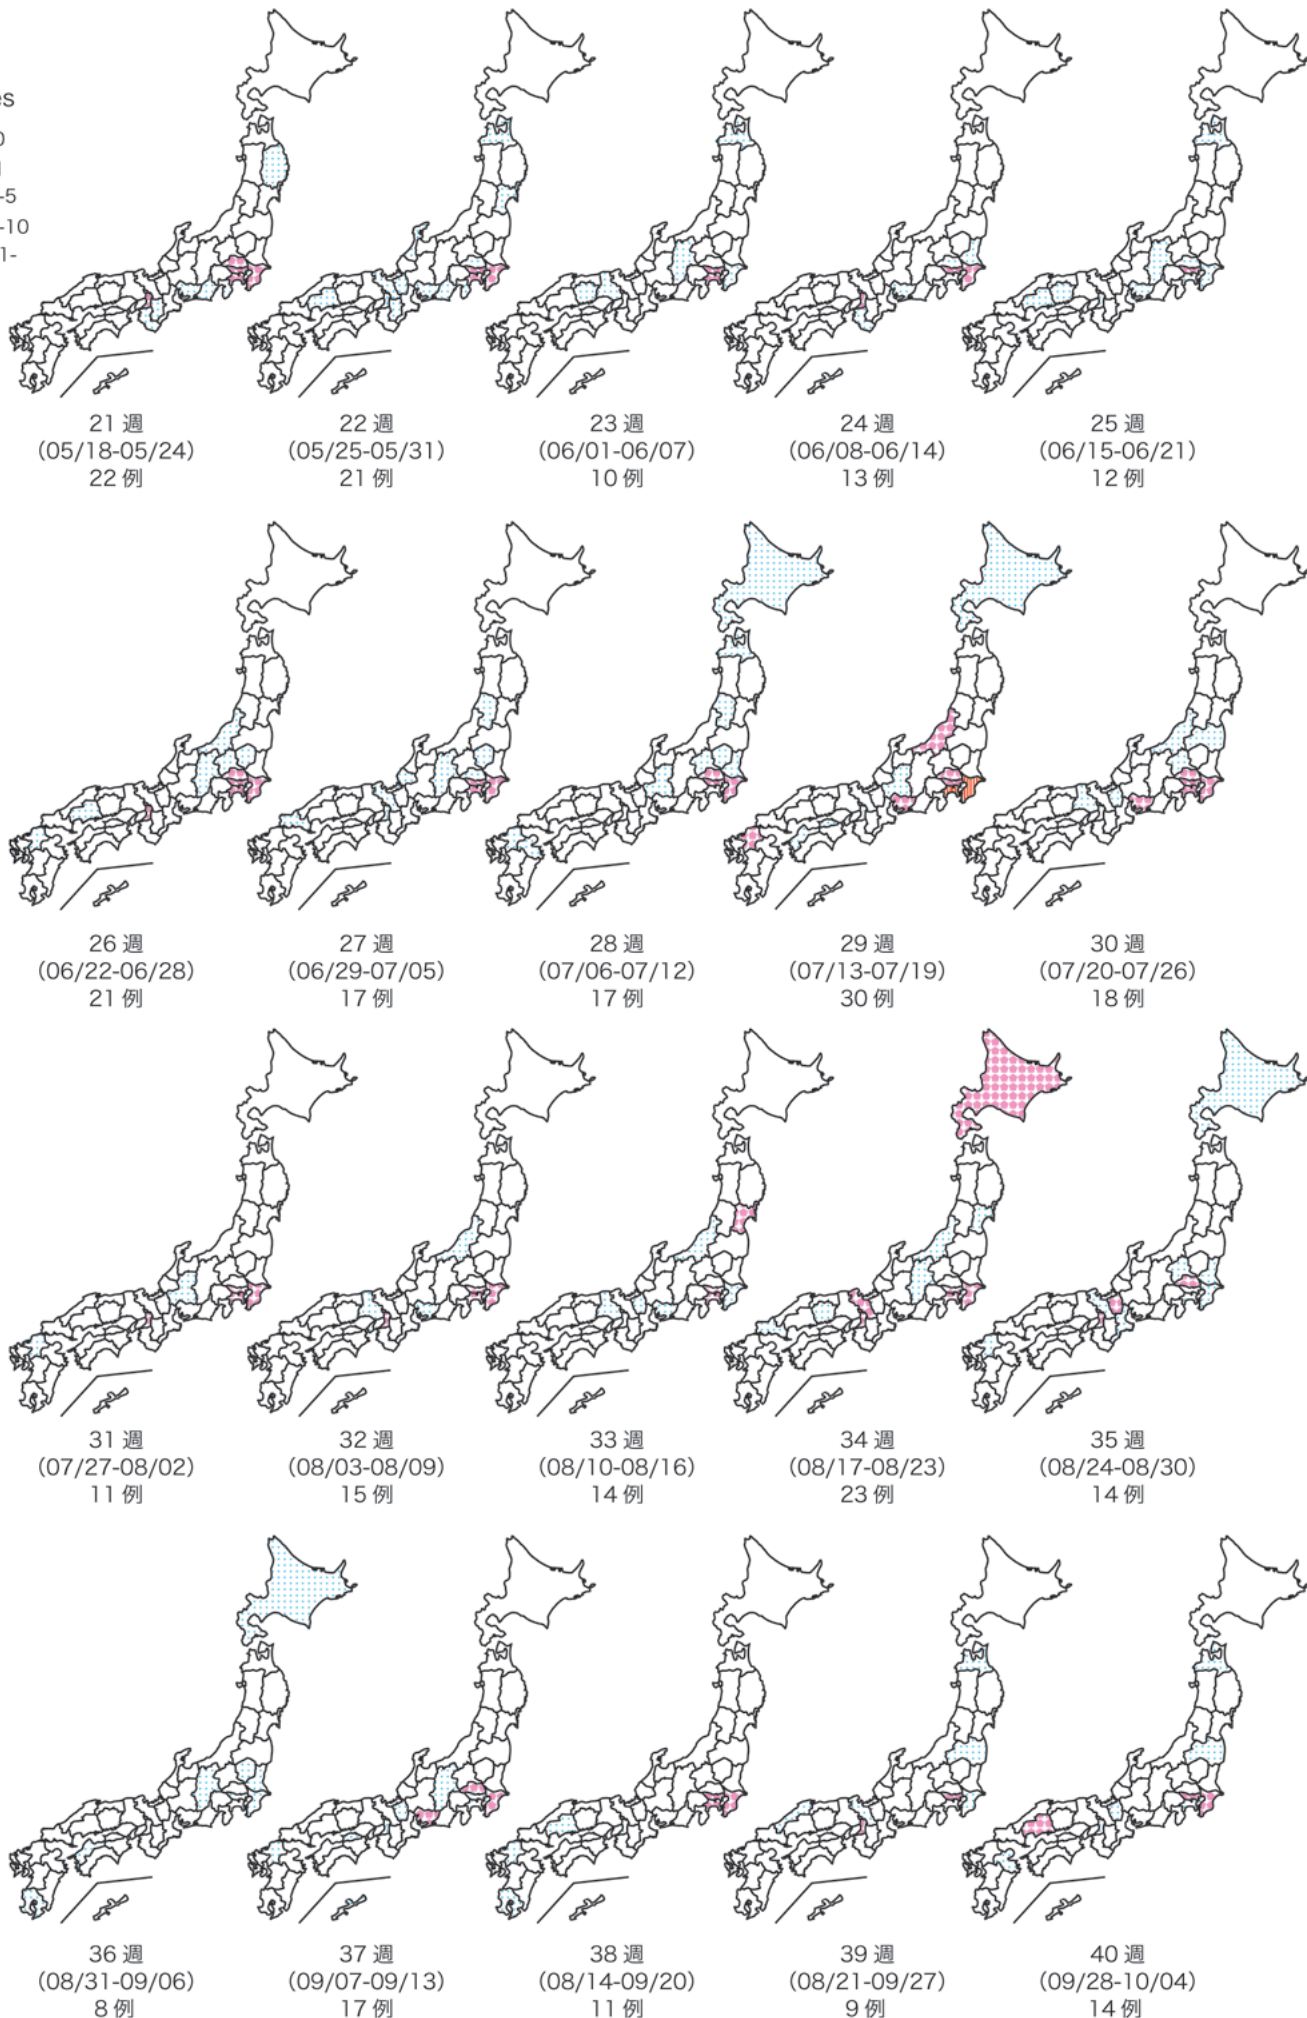 es
0
1
-5
-10
1-
21 週
(05/18-05/24)
22 例
22 週
(05/25-05/31)
21 例
23 週
(06/01-06/07)
10 例
24 週
(06/08-06/14)
13 例
25 週
(06/15-06/21)
12 例
26 週
(06/22-06/28)
21 例
27 週
(06/29-07/05)
17 例
28 週
(07/06-07/12)
17 例
29 週
(07/13-07/19)
30 例
30 週
(07/20-07/26)
18 例
31 週
(07/27-08/02)
11 例
32 週
(08/03-08/09)
15 例
33 週
(08/10-08/16)
14 例
34 週
(08/17-08/23)
23 例
35 週
(08/24-08/30)
14 例
36 週
(08/31-09/06)
8 例
37 週
(09/07-09/13)
17 例
38 週
(08/14-09/20)
11 例
39 週
(08/21-09/27)
9 例
40 週
(09/28-10/04)
14 例